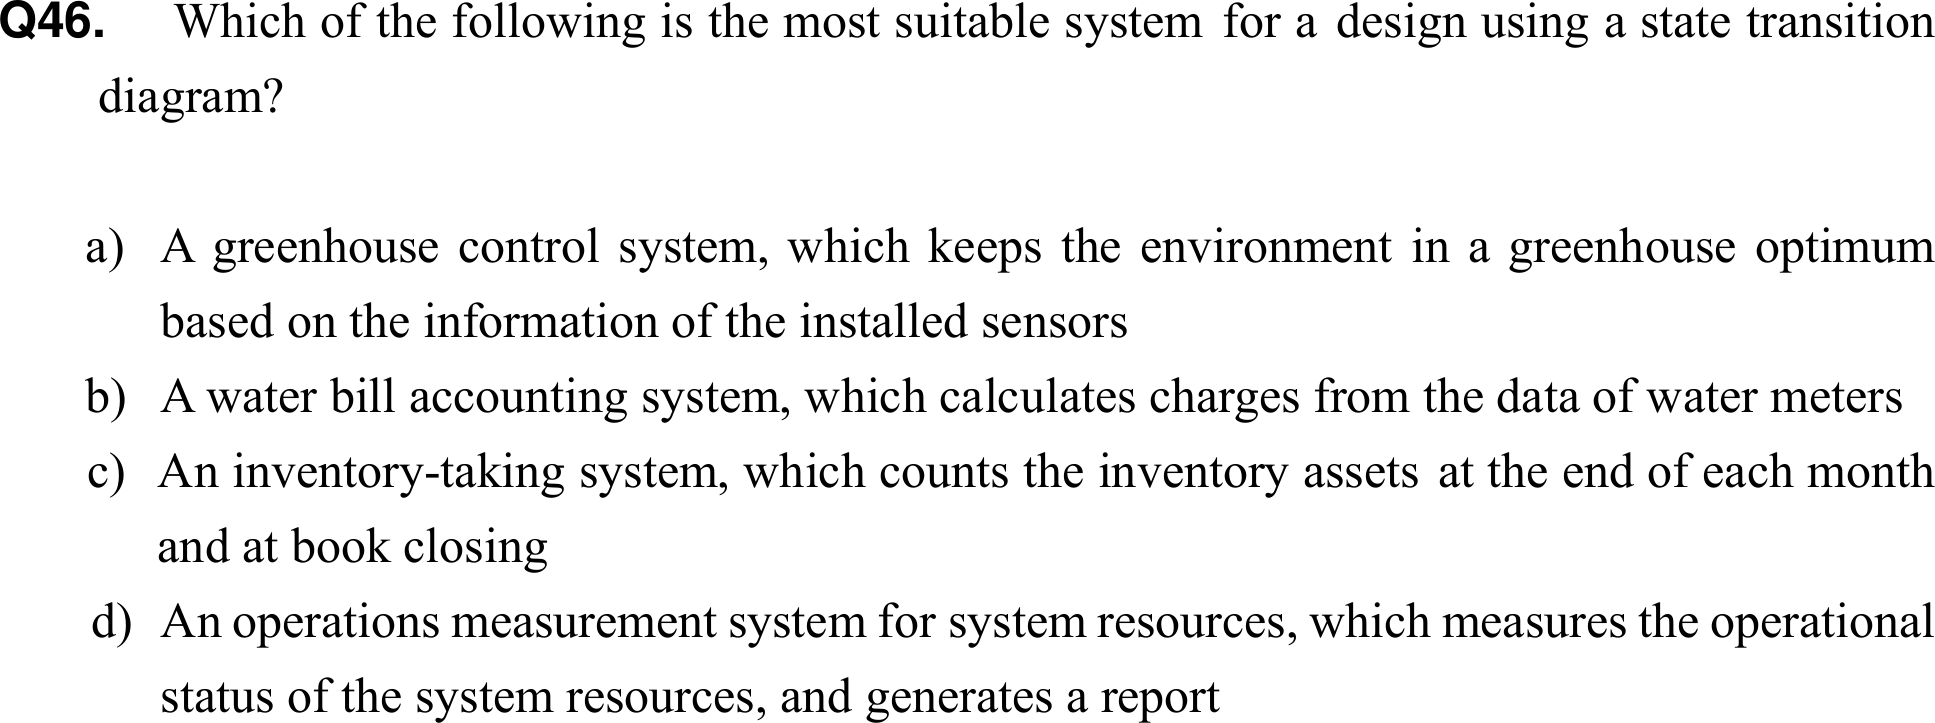 Q46. Which of the following is the most suitable system for a design using a state transition
diagram?
a) A greenhouse control system, which keeps the environment in a greenhouse optimum
based on the information of the installed sensors
b) A water bill accounting system, which calculates charges from the data of water meters
c) An inventory-taking system, which counts the inventory assets at the end of each month
and at book closing
d) An operations measurement system for system resources, which measures the operational
status of the system resources, and generates a report